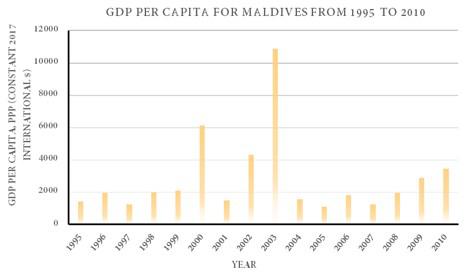 GDP PER CAPITA FOR MALDIVES FROM 1995 TO 2010
GDP PER CAPITA, PPP (CONSTANT 2017
INTERNATIONAL $)
12000
10000
8000
6000
4000
2000
0
1995 1996 1997 1998 1999 2000 2001 2002 2003 2004 2005 2006 2007 2008 2009 2010
YEAR